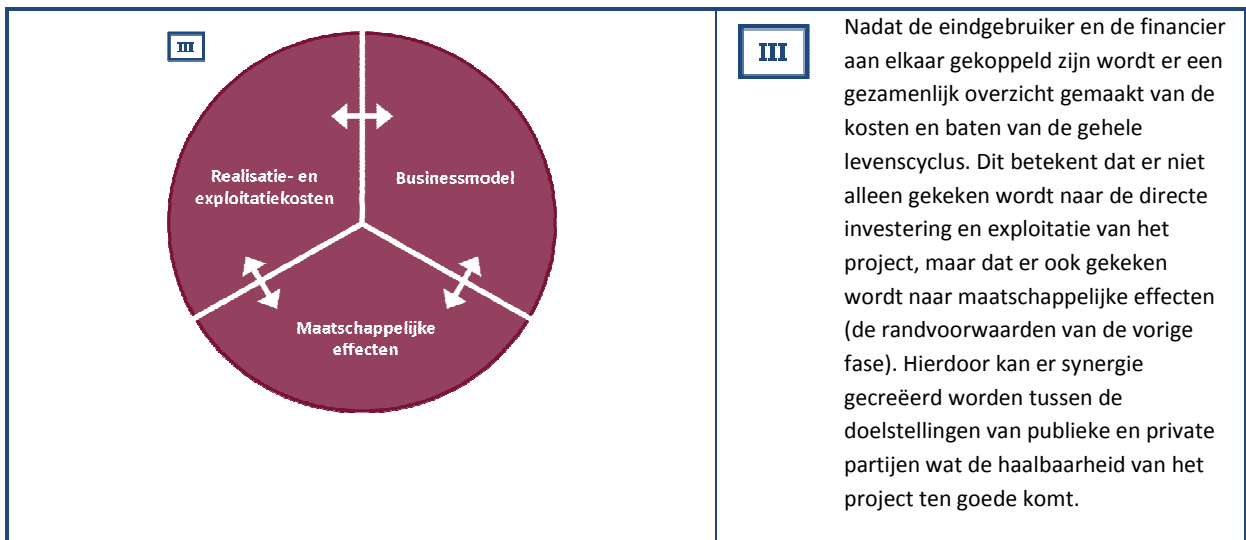 III
Realisatie- en
exploitatiekosten
Businessmodel
Maatschappelijke
effecten
III
Nadat de eindgebruiker en de financier
aan elkaar gekoppeld zijn wordt er een
gezamenlijk overzicht gemaakt van de
kosten en baten van de gehele
levenscyclus. Dit betekent dat er niet
alleen gekeken wordt naar de directe
investering en exploitatie van het
project, maar dat er ook gekeken
wordt naar maatschappelijke effecten
(de randvoorwaarden van de vorige
fase). Hierdoor kan er synergie
gecreëerd worden tussen de
doelstellingen van publieke en private
partijen wat de haalbaarheid van het
project ten goede komt.